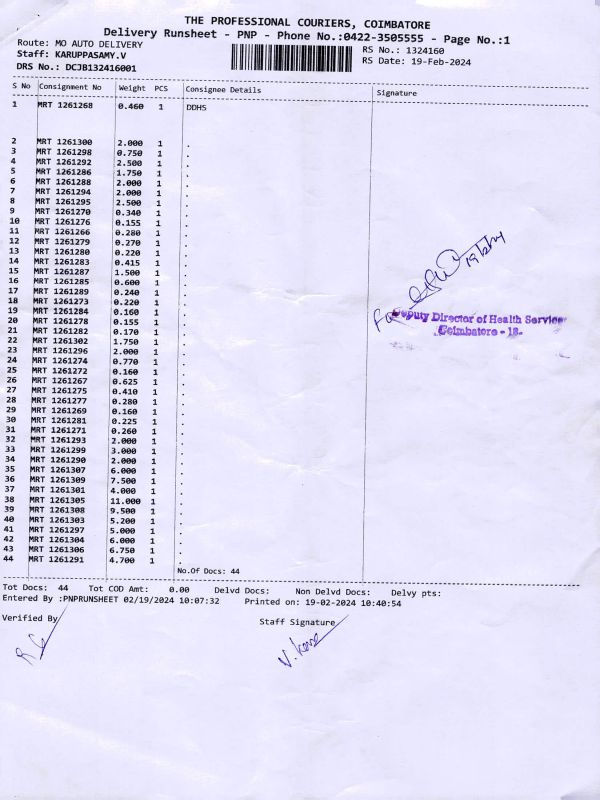 THE PROFESSIONAL COURIERS, COIMBATORE
Delivery Runsheet - PNP - Phone No.:0422-3505555 - Page No.:1
Route: MO AUTO DELIVERY
Staff: KARUPPASAMY.V
DRS No.: DCJB132416001
RS No.: 1324160
RS Date: 19-Feb-2024
S No Consignment No Weight PCS Consignee Details Signature
1 MRT 1261268 0.460 1 DDHS
2 MRT 1261300 2.000 1 .
3 MRT 1261298 0.750 1 .
4 MRT 1261292 2.500 1 .
5 MRT 1261286 1.750 1 .
6 MRT 1261288 2.000 1 .
7 MRT 1261294 2.000 1 .
8 MRT 1261295 2.500 1 .
9 MRT 1261270 0.340 1 .
10 MRT 1261276 0.155 1 .
11 MRT 1261266 0.280 1 .
12 MRT 1261279 0.270 1 .
13 MRT 1261280 0.220 1 .
14 MRT 1261283 0.415 1 .
15 MRT 1261287 1.500 1 .
16 MRT 1261285 0.600 1 .
17 MRT 1261289 0.240 1 .
18 MRT 1261273 0.220 1 .
19 MRT 1261284 0.160 1 .
20 MRT 1261278 0.155 1 .
21 MRT 1261282 0.170 1 .
22 MRT 1261302 1.750 1 .
23 MRT 1261296 2.000 1 .
24 MRT 1261274 0.770 1 .
25 MRT 1261272 0.160 1 .
26 MRT 1261267 0.625 1 .
27 MRT 1261275 0.410 1 .
28 MRT 1261277 0.280 1 .
29 MRT 1261269 0.160 1 .
30 MRT 1261281 0.225 1 .
31 MRT 1261271 0.260 1 .
32 MRT 1261293 2.000 1 .
33 MRT 1261299 3.000 1 .
34 MRT 1261290 2.000 1 .
35 MRT 1261307 6.000 1 .
36 MRT 1261309 7.500 1 .
37 MRT 1261301 4.000 1 .
38 MRT 1261305 11.000 1 .
39 MRT 1261308 9.500 1 .
40 MRT 1261303 5.200 1 .
41 MRT 1261297 5.000 1 .
42 MRT 1261304 6.000 1 .
43 MRT 1261306 6.750 1 .
44 MRT 1261291 4.700 1 .
Deputy Director of Health Service
Coimbatore - 18.
No.Of Docs: 44
Tot Docs: 44 Tot COD Amt: 0.00 Delvd Docs: Non Delvd Docs: Delvy pts:
Entered By :PNPRUNSHEET 02/19/2024 10:07:32 Printed on: 19-02-2024 10:40:54
Verified By Staff Signature